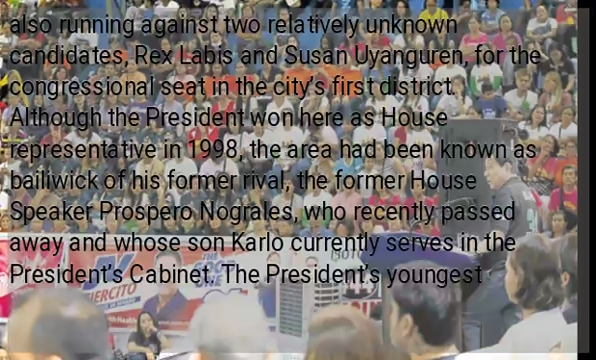 also running against two relatively unknown
candidates, Rex Labis and Susan Uyanguren, for the
congressional seat in the city's first district.
Although the President won here as House
representative in 1998, the area had been known as
bailiwick of his former rival, the former House
Speaker Prospero Nograles, who recently passed
away and whose son Karlo currently serves in the
President's Cabinet. The President's youngest
EJERCITO